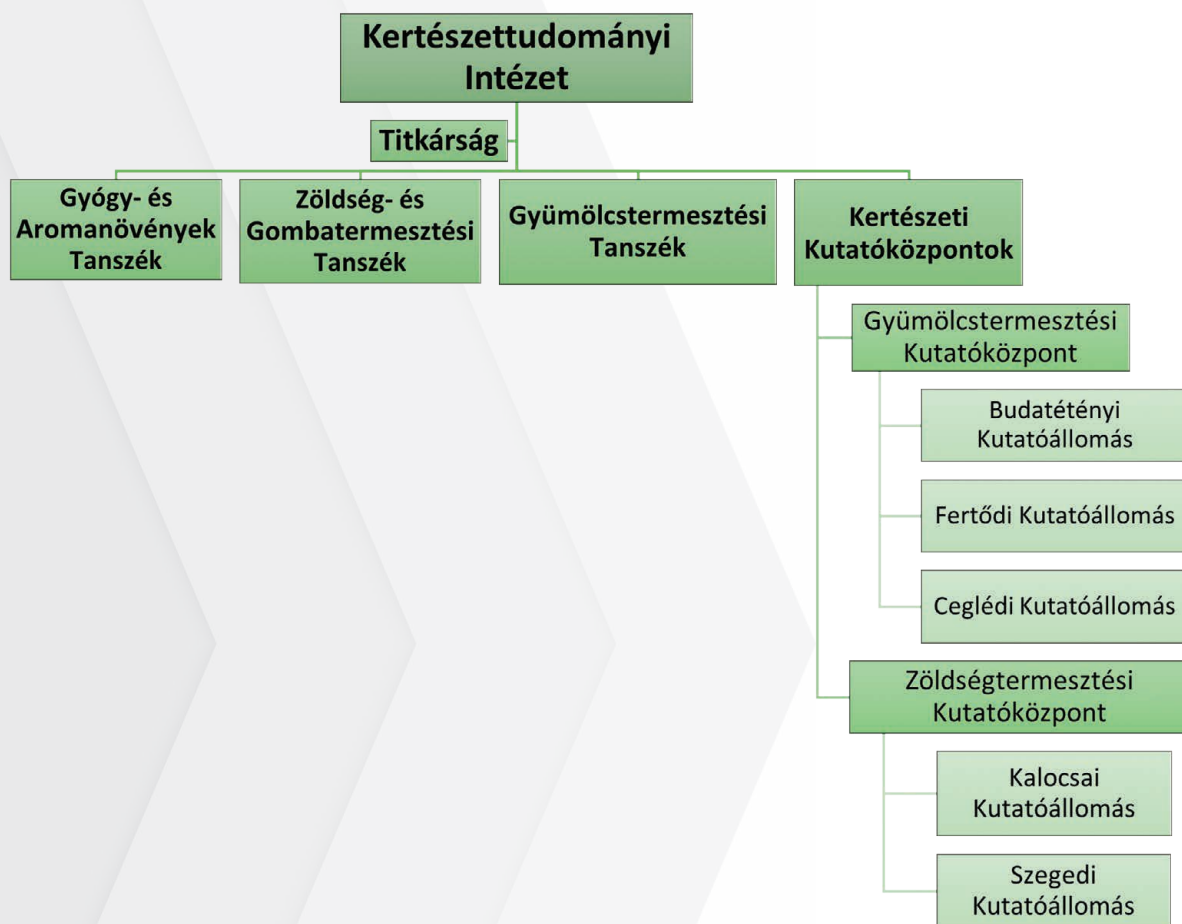 Kertészettudományi
Intézet
Titkárság
Gyógy- és
Aromanövények
Tanszék
Zöldség- és
Gombatermesztési
Tanszék
Gyümölcstermesztési
Tanszék
Kertészeti
Kutatóközpontok
Gyümölcstermesztési
Kutatóközpont
Budatétényi
Kutatóállomás
Fertődi Kutatóállomás
Ceglédi Kutatóállomás
Zöldségtermesztési
Kutatóközpont
Kalocsai
Kutatóállomás
Szegedi
Kutatóállomás